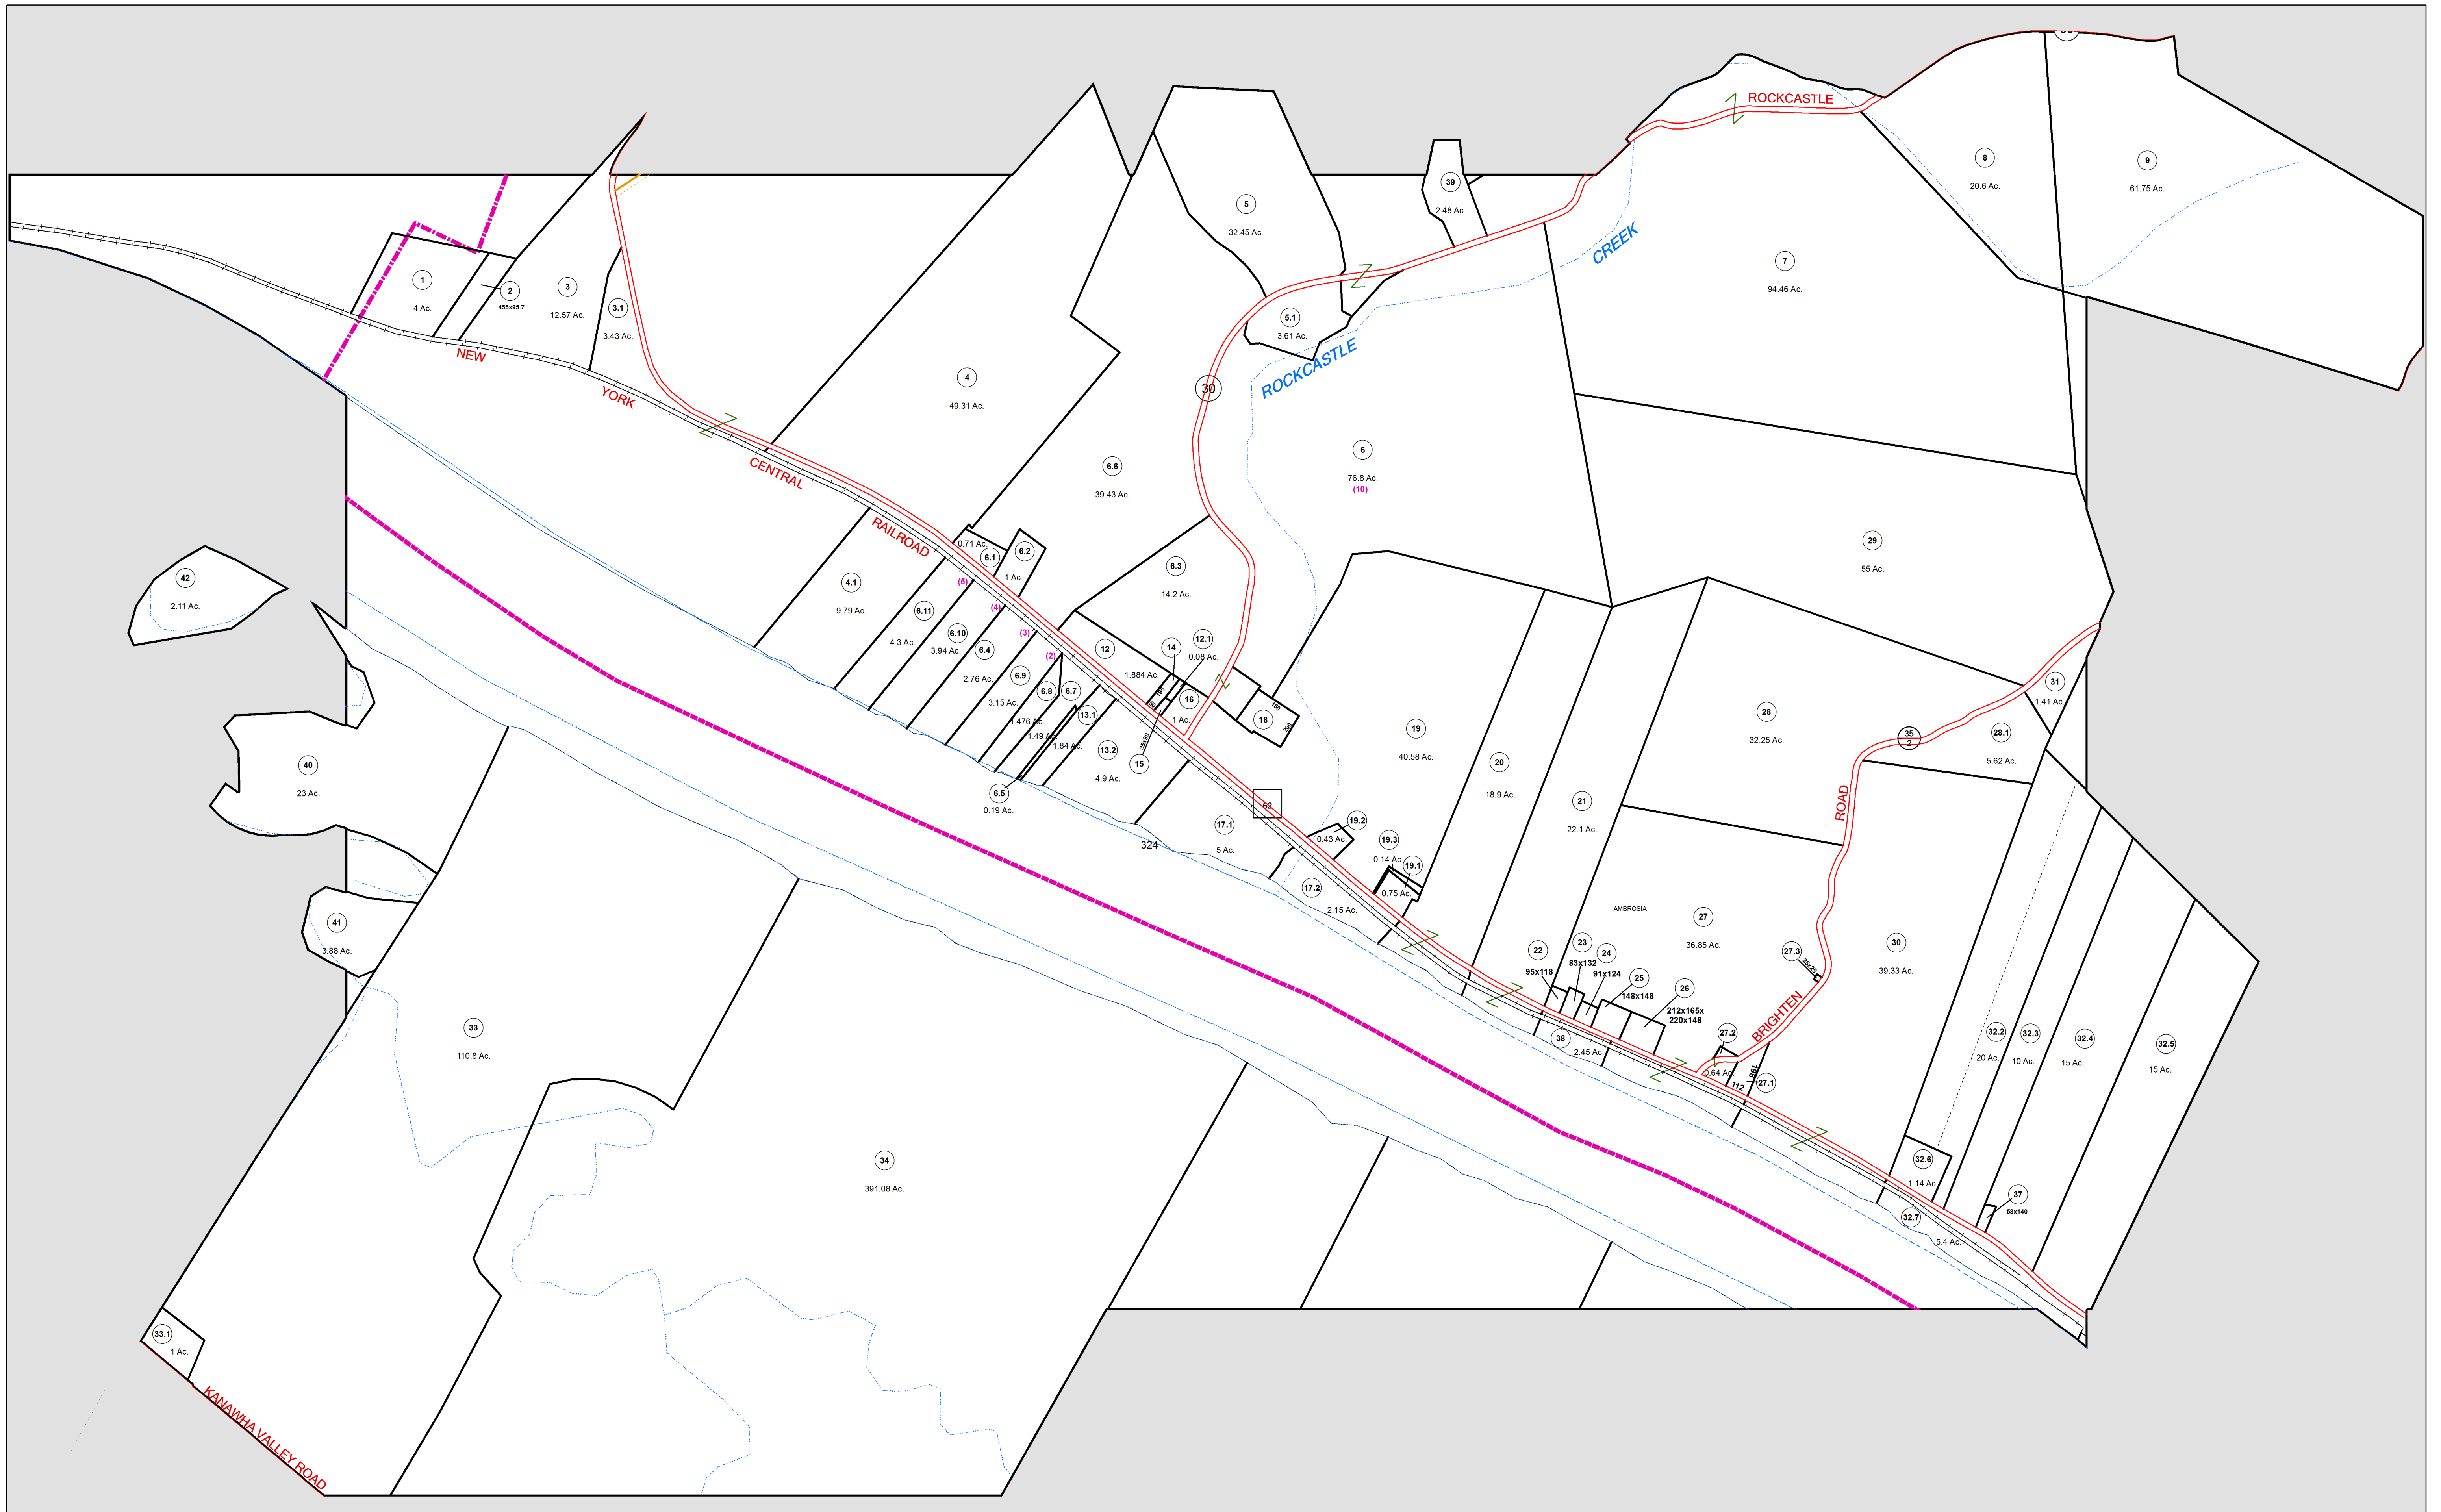 ROCKCASTLE
8
20.6 Ac.
9
61.75 Ac.
39
2.48 Ac.
5
32.45 Ac.
CREEK
7
94.46 Ac.
1
4 Ac.
2
455x95.7
3
12.57 Ac.
3.1
3.43 Ac.
5.1
3.61 Ac.
ROCKCASTLE
NEW
YORK
CENTRAL
RAILROAD
4
49.31 Ac.
30
6.6
39.43 Ac.
6
76.8 Ac.
(10)
29
55 Ac.
0.71 Ac.
6.1
6.2
1 Ac.
(5)
(4)
(3)
(2)
4.1
9.79 Ac.
6.11
4.3 Ac.
6.10
3.94 Ac.
6.4
2.76 Ac.
6.9
3.15 Ac.
6.8
1.476 Ac.
6.7
1.49 Ac.
13.1
1.84 Ac.
6.5
0.19 Ac.
13.2
4.9 Ac.
6.3
14.2 Ac.
12
1.884 Ac.
14
12.1
0.08 Ac.
16
1 Ac.
15
35x90
18
150
200
42
2.11 Ac.
40
23 Ac.
41
3.88 Ac.
324
17.1
5 Ac.
62
17.2
2.15 Ac.
19
40.58 Ac.
19.2
0.43 Ac.
19.3
0.14 Ac.
19.1
0.75 Ac.
20
18.9 Ac.
21
22.1 Ac.
28
32.25 Ac.
35
2
28.1
5.62 Ac.
31
1.41 Ac.
ROAD
BRIGHTEN
AMBROSIA
27
36.85 Ac.
27.3
25x25
30
39.33 Ac.
22
95x118
23
83x132
24
91x124
25
148x148
26
212x165x
220x148
38
2.45 Ac.
27.2
0.64 Ac.
112
198
27.1
32.2
20 Ac.
32.3
10 Ac.
32.4
15 Ac.
32.5
15 Ac.
32.6
1.14 Ac.
32.7
5.4 Ac.
37
58x140
33
110.8 Ac.
34
391.08 Ac.
33.1
1 Ac.
KANAWHA VALLEY ROAD